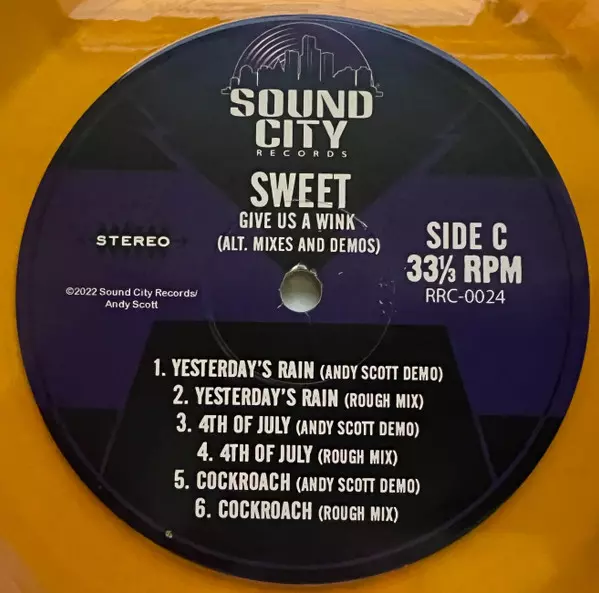 SOUND
CITY
RECORDS
SWEET
GIVE US A WINK
(ALT. MIXES AND DEMOS)
STEREO
SIDE C
33⅓ RPM
RRC-0024
©2022 Sound City Records/
Andy Scott
1. YESTERDAY'S RAIN (ANDY SCOTT DEMO)
2. YESTERDAY'S RAIN (ROUGH MIX)
3. 4TH OF JULY (ANDY SCOTT DEMO)
4. 4TH OF JULY (ROUGH MIX)
5. COCKROACH (ANDY SCOTT DEMO)
6. COCKROACH (ROUGH MIX)